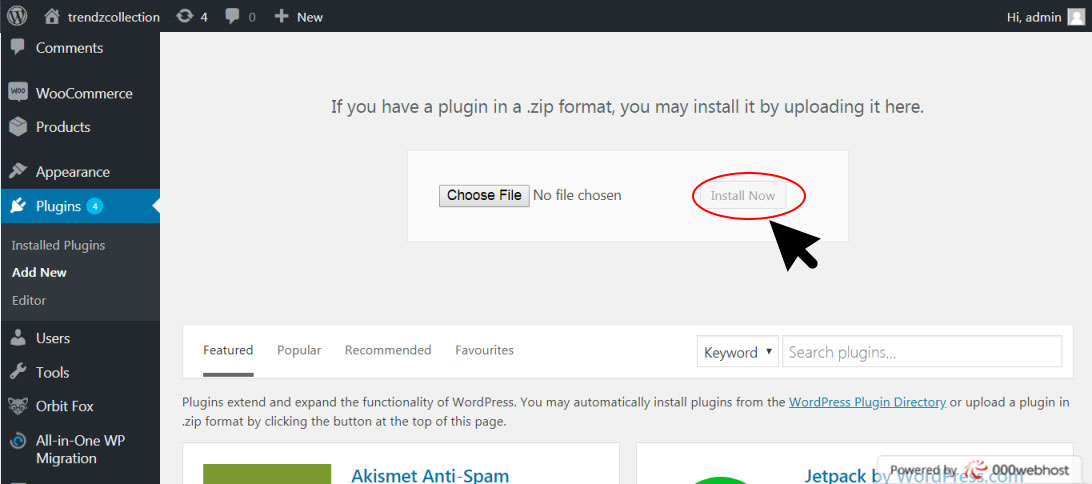 trendzcollection 4 0 + New Hi, admin
Comments
WooCommerce
Products
Appearance
Plugins 4
Installed Plugins
Add New
Editor
Users
Tools
Orbit Fox
All-in-One WP
Migration
If you have a plugin in a .zip format, you may install it by uploading it here.
Choose File No file chosen Install Now
Featured Popular Recommended Favourites Keyword Search plugins...
Plugins extend and expand the functionality of WordPress. You may automatically install plugins from the WordPress Plugin Directory or upload a plugin in
.zip format by clicking the button at the top of this page.
Akismet Anti-Spam
Jetpack by WordPress.com
Powered by 000webhost